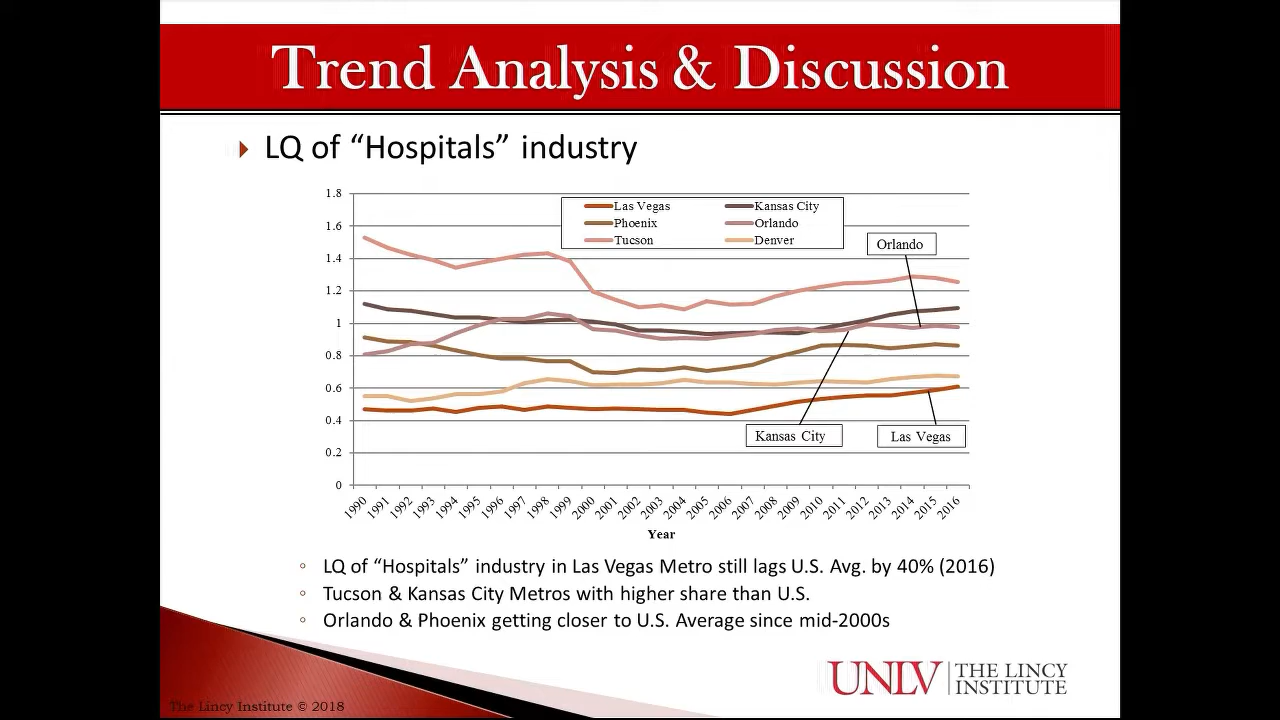 Trend Analysis & Discussion
LQ of “Hospitals” industry
1.8
1.6
1.4
1.2
1
0.8
0.6
0.4
0.2
0
Las Vegas
Kansas City
Phoenix
Orlando
Tucson
Denver
Orlando
Kansas City
Las Vegas
1990 1991 1992 1993 1994 1995 1996 1997 1998 1999 2000 2001 2002 2003 2004 2005 2006 2007 2008 2009 2010 2011 2012 2013 2014 2015 2016
Year
LQ of “Hospitals” industry in Las Vegas Metro still lags U.S. Avg. by 40% (2016)
Tucson & Kansas City Metros with higher share than U.S.
Orlando & Phoenix getting closer to U.S. Average since mid-2000s
UNLV
THE LINCY
INSTITUTE
The Lincy Institute © 2018